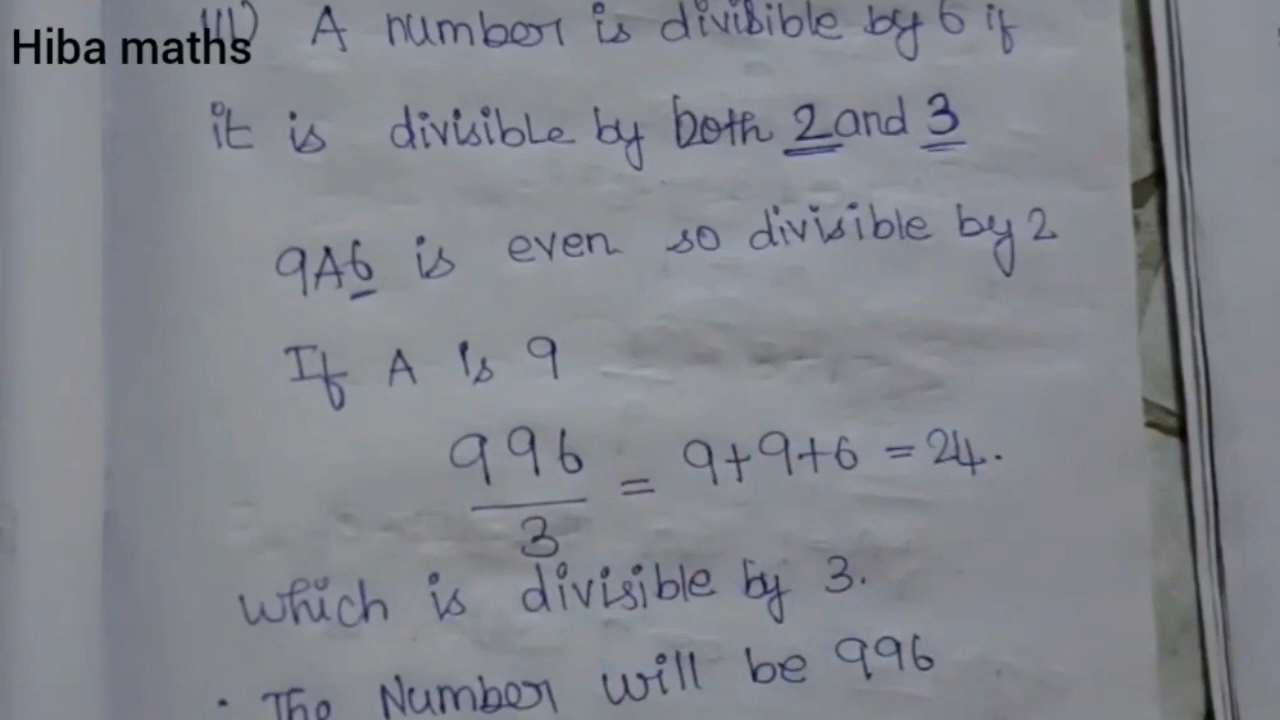 Hiba maths
iii) A number is divisible by 6 if
it is divisible by both 2 and 3
9A6 is even so divisible by 2
If A is 9
996
3
= 9+9+6 = 24.
which is divisible by 3.
The Number will be 996